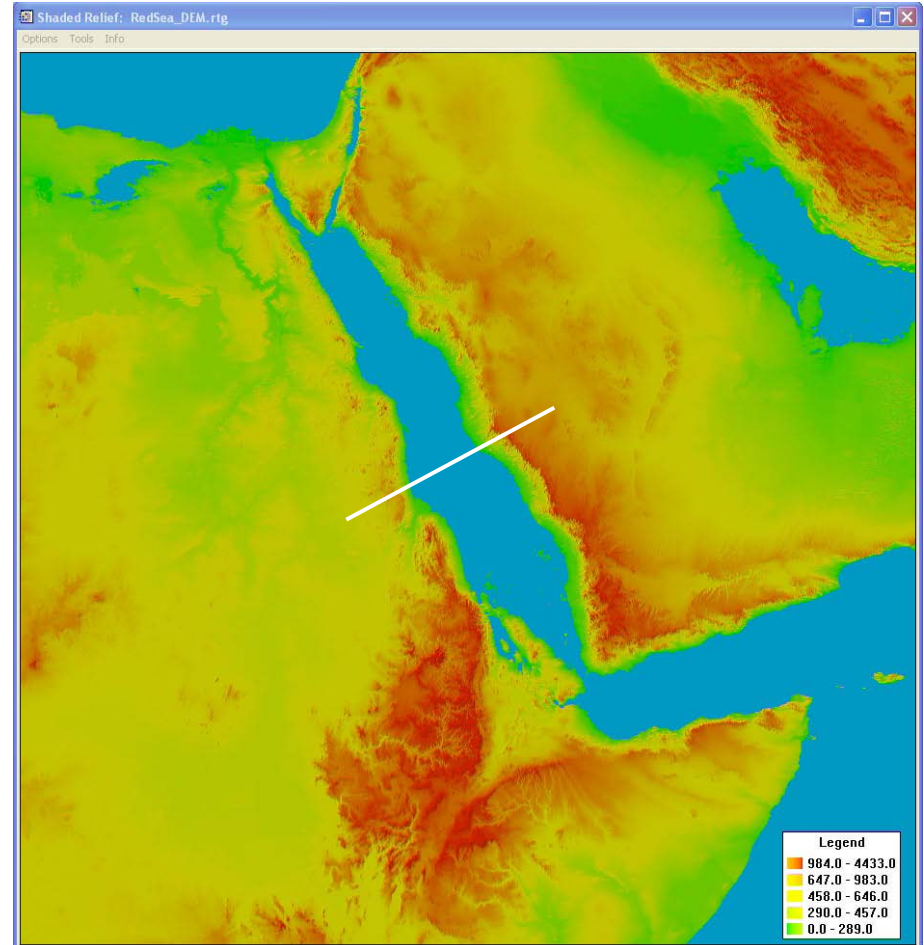 Shaded Relief: RedSea_DEM.rtg
Options Tools Info
Legend
984.0 - 4433.0
647.0 - 983.0
458.0 - 646.0
290.0 - 457.0
0.0 - 289.0